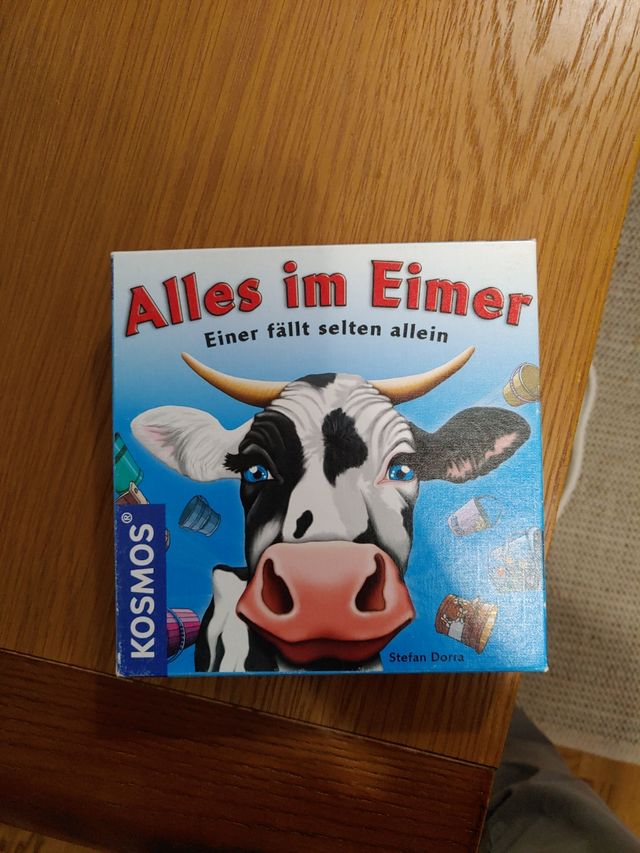 Alles im Eimer
Einer fällt selten allein
KOSMOS®
Stefan Dorra